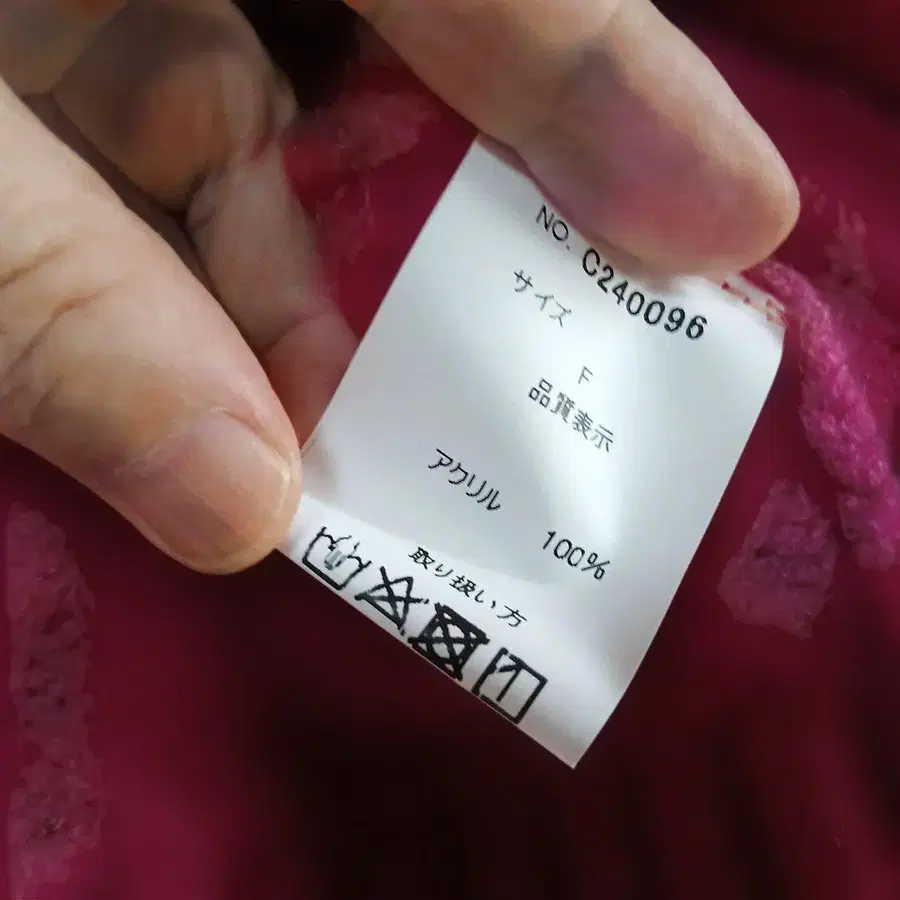 NO. C240096
サイズ
F
品質表示
アクリル 100%
取り扱い方